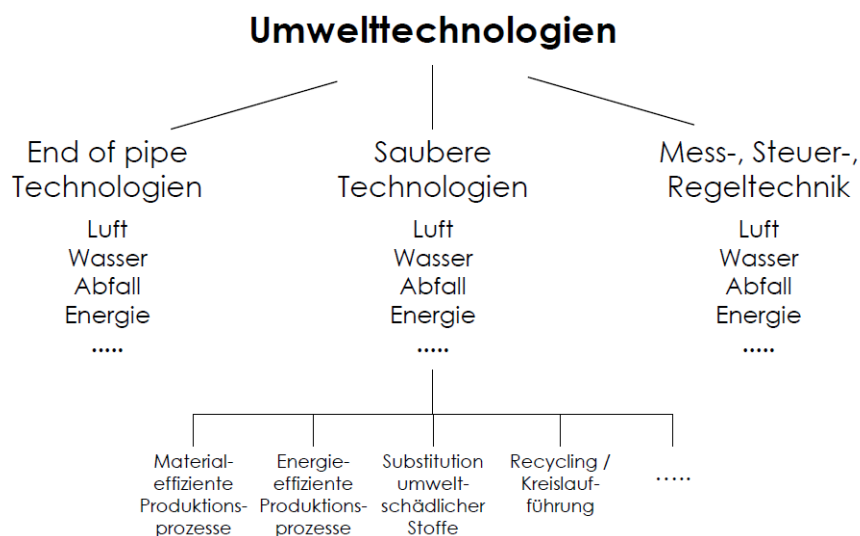 Umwelttechnologien
End of pipe
Technologien
Luft
Wasser
Abfall
Energie
.....
Saubere
Technologien
Luft
Wasser
Abfall
Energie
.....
Mess-, Steuer-,
Regeltechnik
Luft
Wasser
Abfall
Energie
.....
Material-
effiziente
Produktions-
prozesse
Energie-
effiziente
Produktions-
prozesse
Substitution
umwelt-
schädlicher
Stoffe
Recycling /
Kreislauf-
führung
.....